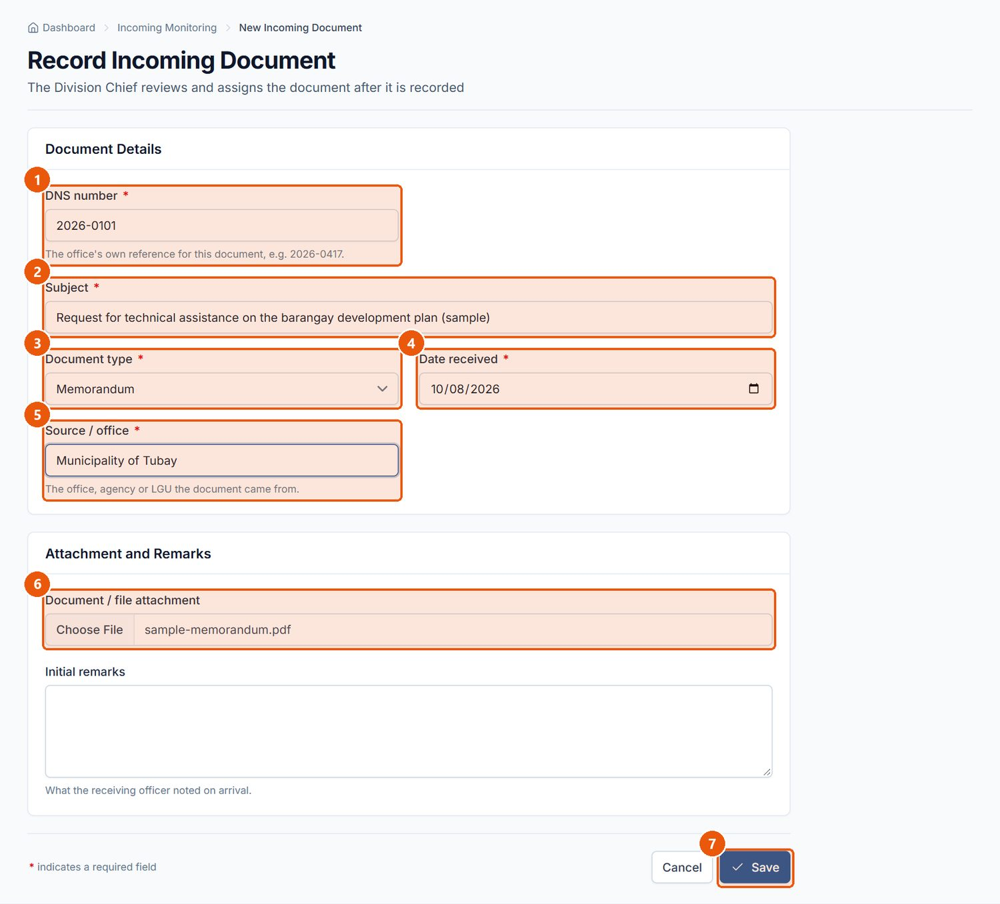 Dashboard > Incoming Monitoring > New Incoming Document
Record Incoming Document
The Division Chief reviews and assigns the document after it is recorded
Document Details
1
DNS number *
2026-0101
The office's own reference for this document, e.g. 2026-0417.
2
Subject *
Request for technical assistance on the barangay development plan (sample)
3
Document type *
Memorandum
4
Date received *
10/08/2026
5
Source / office *
Municipality of Tubay
The office, agency or LGU the document came from.
Attachment and Remarks
6
Document / file attachment
Choose File sample-memorandum.pdf
Initial remarks
What the receiving officer noted on arrival.
* indicates a required field
Cancel
7
Save